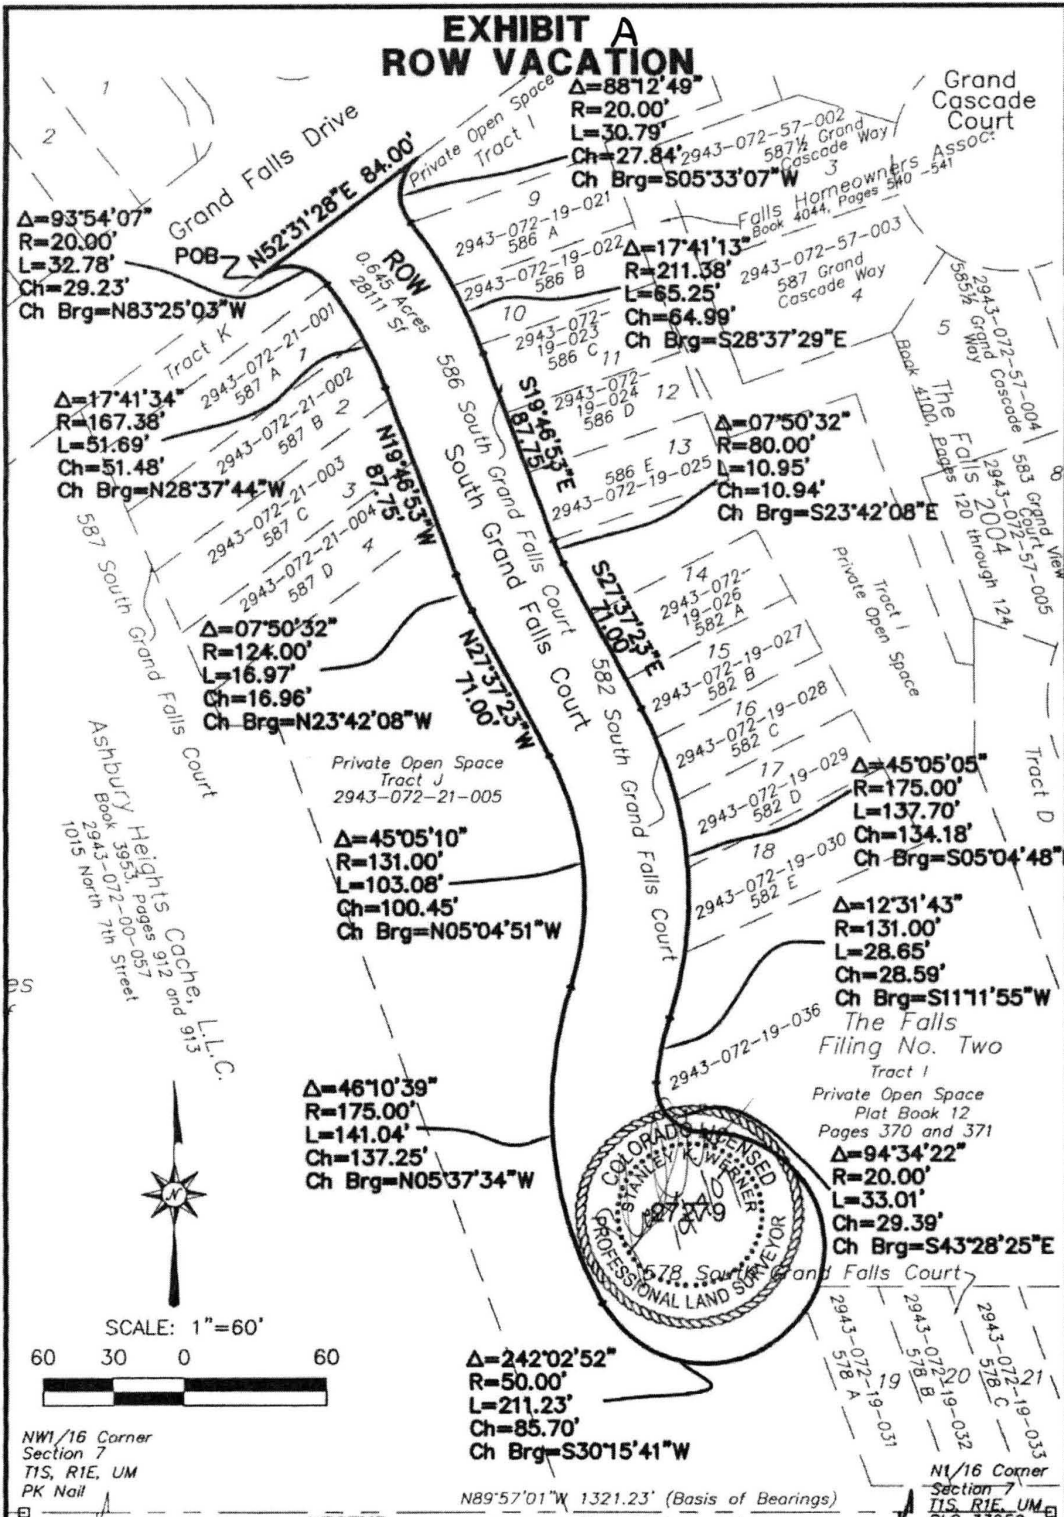 EXHIBIT A
ROW VACATION
1
2
Grand Falls Drive
N52°31'28"E 84.00'
POB
Private Open Space
Tract I
Δ=88°12'49"
R=20.00'
L=30.79'
Ch=27.84'
Ch Brg=S05°33'07"W
Grand
Cascade
Court
2943-072-57-002
587½ Grand
Cascade Way
3
Falls Homeowners Assoc.
Book 4044, Pages 540 -541
2943-072-57-003
587 Grand
Cascade Way
4
Δ=93°54'07"
R=20.00'
L=32.78'
Ch=29.23'
Ch Brg=N83°25'03"W
ROW
0.645 Acres
28111 Sf
9
2943-072-19-021
586 A
2943-072-19-022
586 B
10
2943-072-
19-023
586 C
11
2943-072-
19-024
586 D
12
13
586 E
2943-072-19-025
Δ=17°41'13"
R=211.38'
L=65.25'
Ch=64.99'
Ch Brg=S28°37'29"E
5
2943-072-57-004
585½ Grand Cascade
Way
The Falls 2004
Book 4100, Pages 120 through 124
583 Grand View
Court
2943-072-57-005
8
Tract K
2943-072-21-001
587 A
1
2943-072-21-002
587 B
2
2943-072-21-003
587 C
3
2943-072-21-004
587 D
4
Δ=17°41'34"
R=167.38'
L=51.69'
Ch=51.48'
Ch Brg=N28°37'44"W
N19°46'53"W
87.75'
S19°46'53"E
87.75'
586 South Grand Falls Court
South Grand Falls Court
587 South Grand Falls Court
Δ=07°50'32"
R=80.00'
L=10.95'
Ch=10.94'
Ch Brg=S23°42'08"E
S27°37'23"E
71.00'
14
2943-072-
19-026
582 A
15
2943-072-19-027
582 B
16
2943-072-19-028
582 C
17
2943-072-19-029
582 D
18
2943-072-19-030
582 E
Tract I
Private Open Space
Tract D
Δ=07°50'32"
R=124.00'
L=16.97'
Ch=16.96'
Ch Brg=N23°42'08"W
N27°37'23"W
71.00'
582 South Grand Falls Court
Private Open Space
Tract J
2943-072-21-005
Ashbury Heights Cache, L.L.C.
Book 3953, Pages 912 and 913
2943-072-00-057
1015 North 7th Street
Δ=45°05'05"
R=175.00'
L=137.70'
Ch=134.18'
Ch Brg=S05°04'48"
Δ=45°05'10"
R=131.00'
L=103.08'
Ch=100.45'
Ch Brg=N05°04'51"W
Δ=12°31'43"
R=131.00'
L=28.65'
Ch=28.59'
Ch Brg=S11°11'55"W
es
2943-072-19-036
The Falls
Filing No. Two
Tract I
Private Open Space
Plat Book 12
Pages 370 and 371
Δ=46°10'39"
R=175.00'
L=141.04'
Ch=137.25'
Ch Brg=N05°37'34"W
Δ=94°34'22"
R=20.00'
L=33.01'
Ch=29.39'
Ch Brg=S43°28'25"E
COLORADO LICENSED
STANLEY K. WERNER
27279
PROFESSIONAL LAND SURVEYOR
578 South Grand Falls Court
N
SCALE: 1"=60'
60 30 0 60
Δ=242°02'52"
R=50.00'
L=211.23'
Ch=85.70'
Ch Brg=S30°15'41"W
2943-072-19-031
578 A
19
2943-072-19-032
578 B
20
2943-072-19-033
578 C
21
NW1/16 Corner
Section 7
T1S, R1E, UM
PK Nail
N89°57'01"W 1321.23' (Basis of Bearings)
N1/16 Corner
Section 7
T1S, R1E, UM